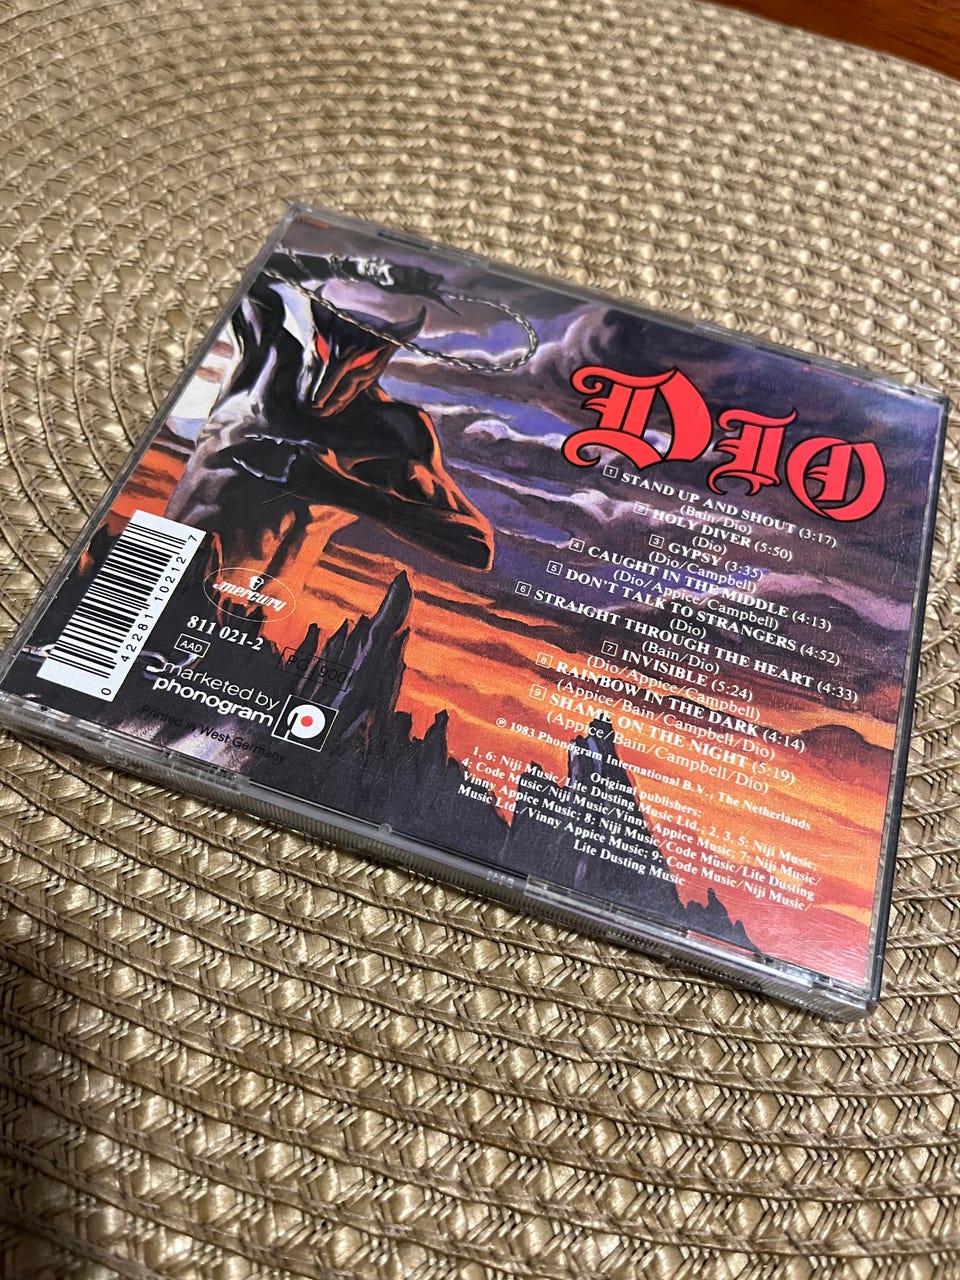 DIO
1 STAND UP AND SHOUT (3:17)
(Bain/Dio)
2 HOLY DIVER (5:50)
(Dio)
3 GYPSY (3:35)
(Dio/Campbell)
4 CAUGHT IN THE MIDDLE (4:13)
(Dio/Appice/Campbell)
5 DON'T TALK TO STRANGERS (4:52)
(Dio)
6 STRAIGHT THROUGH THE HEART (4:33)
(Bain/Dio)
7 INVISIBLE (5:24)
(Dio/Appice/Campbell)
8 RAINBOW IN THE DARK (4:14)
(Appice/Bain/Campbell/Dio)
9 SHAME ON THE NIGHT (5:19)
(Appice/Bain/Campbell/Dio)
℗ 1983 Phonogram International B.V., The Netherlands
Original publishers:
1, 6: Niji Music/Lite Dusting Music Ltd.; 2, 3, 5: Niji Music;
4: Code Music/Niji Music/Vinny Appice Music; 7: Niji Music/
Vinny Appice Music; 8: Niji Music/Code Music/Lite Dusting
Music Ltd./Vinny Appice Music; 9: Code Music/Niji Music/
Lite Dusting Music
0 42281 10212 7
mercury
811 021-2
AAD
PG 900
marketed by
phonogram
Printed in West Germany